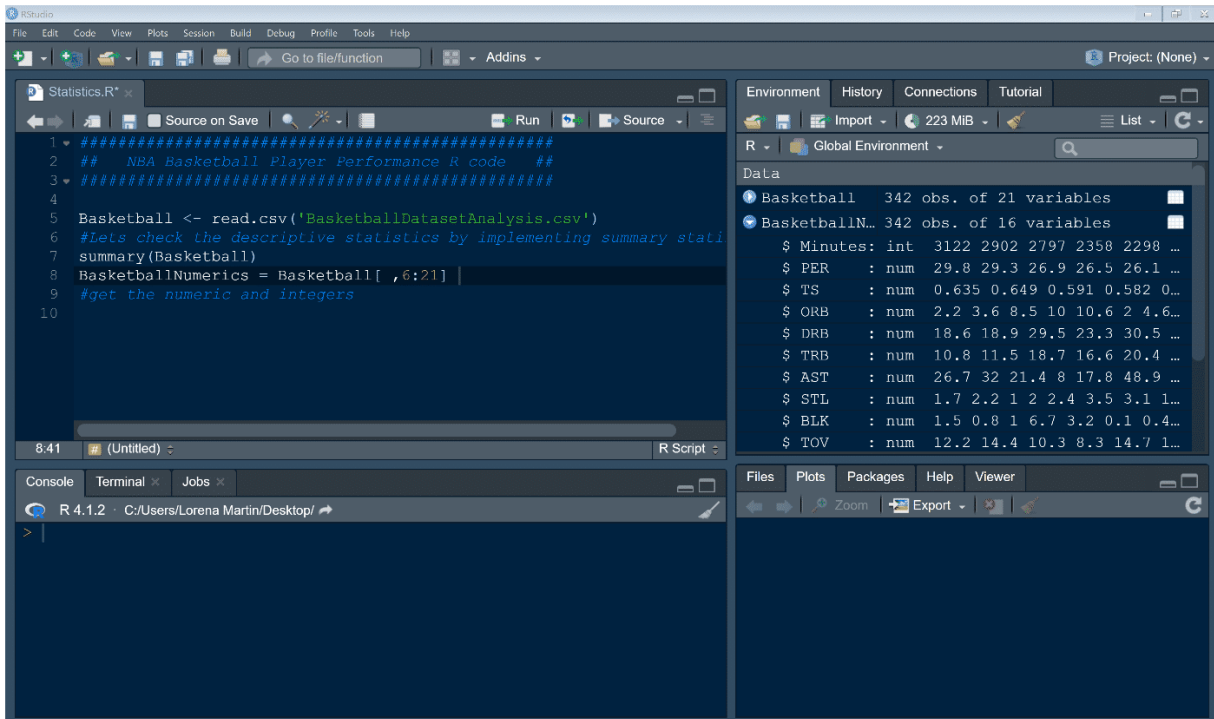 RStudio
File Edit Code View Plots Session Build Debug Profile Tools Help
Go to file/function Addins Project: (None)
Statistics.R*
Source on Save Run Source
1 ##################################################
2 ##   NBA Basketball Player Performance R code   ##
3 ##################################################
4
5 Basketball <- read.csv('BasketballDatasetAnalysis.csv')
6 #Lets check the descriptive statistics by implementing summary stati
7 summary(Basketball)
8 BasketballNumerics = Basketball[ ,6:21]
9 #get the numeric and integers
10
8:41 # (Untitled) R Script
Console Terminal Jobs
R 4.1.2 · C:/Users/Lorena Martin/Desktop/
>
Environment History Connections Tutorial
Import 223 MiB List
R Global Environment
Data
Basketball 342 obs. of 21 variables
BasketballN… 342 obs. of 16 variables
$ Minutes: int 3122 2902 2797 2358 2298 …
$ PER : num 29.8 29.3 26.9 26.5 26.1 …
$ TS : num 0.635 0.649 0.591 0.582 0…
$ ORB : num 2.2 3.6 8.5 10 10.6 2 4.6…
$ DRB : num 18.6 18.9 29.5 23.3 30.5 …
$ TRB : num 10.8 11.5 18.7 16.6 20.4 …
$ AST : num 26.7 32 21.4 8 17.8 48.9 …
$ STL : num 1.7 2.2 1 2 2.4 3.5 3.1 1…
$ BLK : num 1.5 0.8 1 6.7 3.2 0.1 0.4…
$ TOV : num 12.2 14.4 10.3 8.3 14.7 1…
Files Plots Packages Help Viewer
Zoom Export